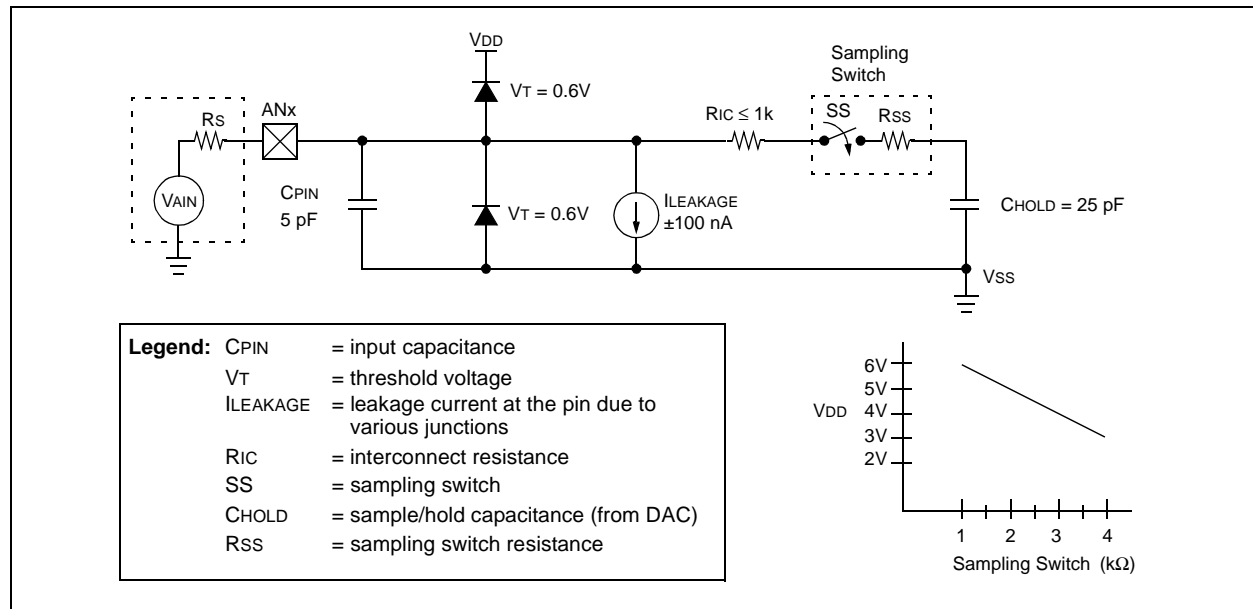 VDD
Sampling
Switch
VT = 0.6V
RIC ≤ 1k
SS
RSS
RS
ANx
VAIN
CPIN
5 pF
VT = 0.6V
ILEAKAGE
±100 nA
CHOLD = 25 pF
VSS
Legend: CPIN = input capacitance
VT = threshold voltage
ILEAKAGE = leakage current at the pin due to
various junctions
RIC = interconnect resistance
SS = sampling switch
CHOLD = sample/hold capacitance (from DAC)
RSS = sampling switch resistance
6V
5V
VDD 4V
3V
2V
1 2 3 4
Sampling Switch (kΩ)